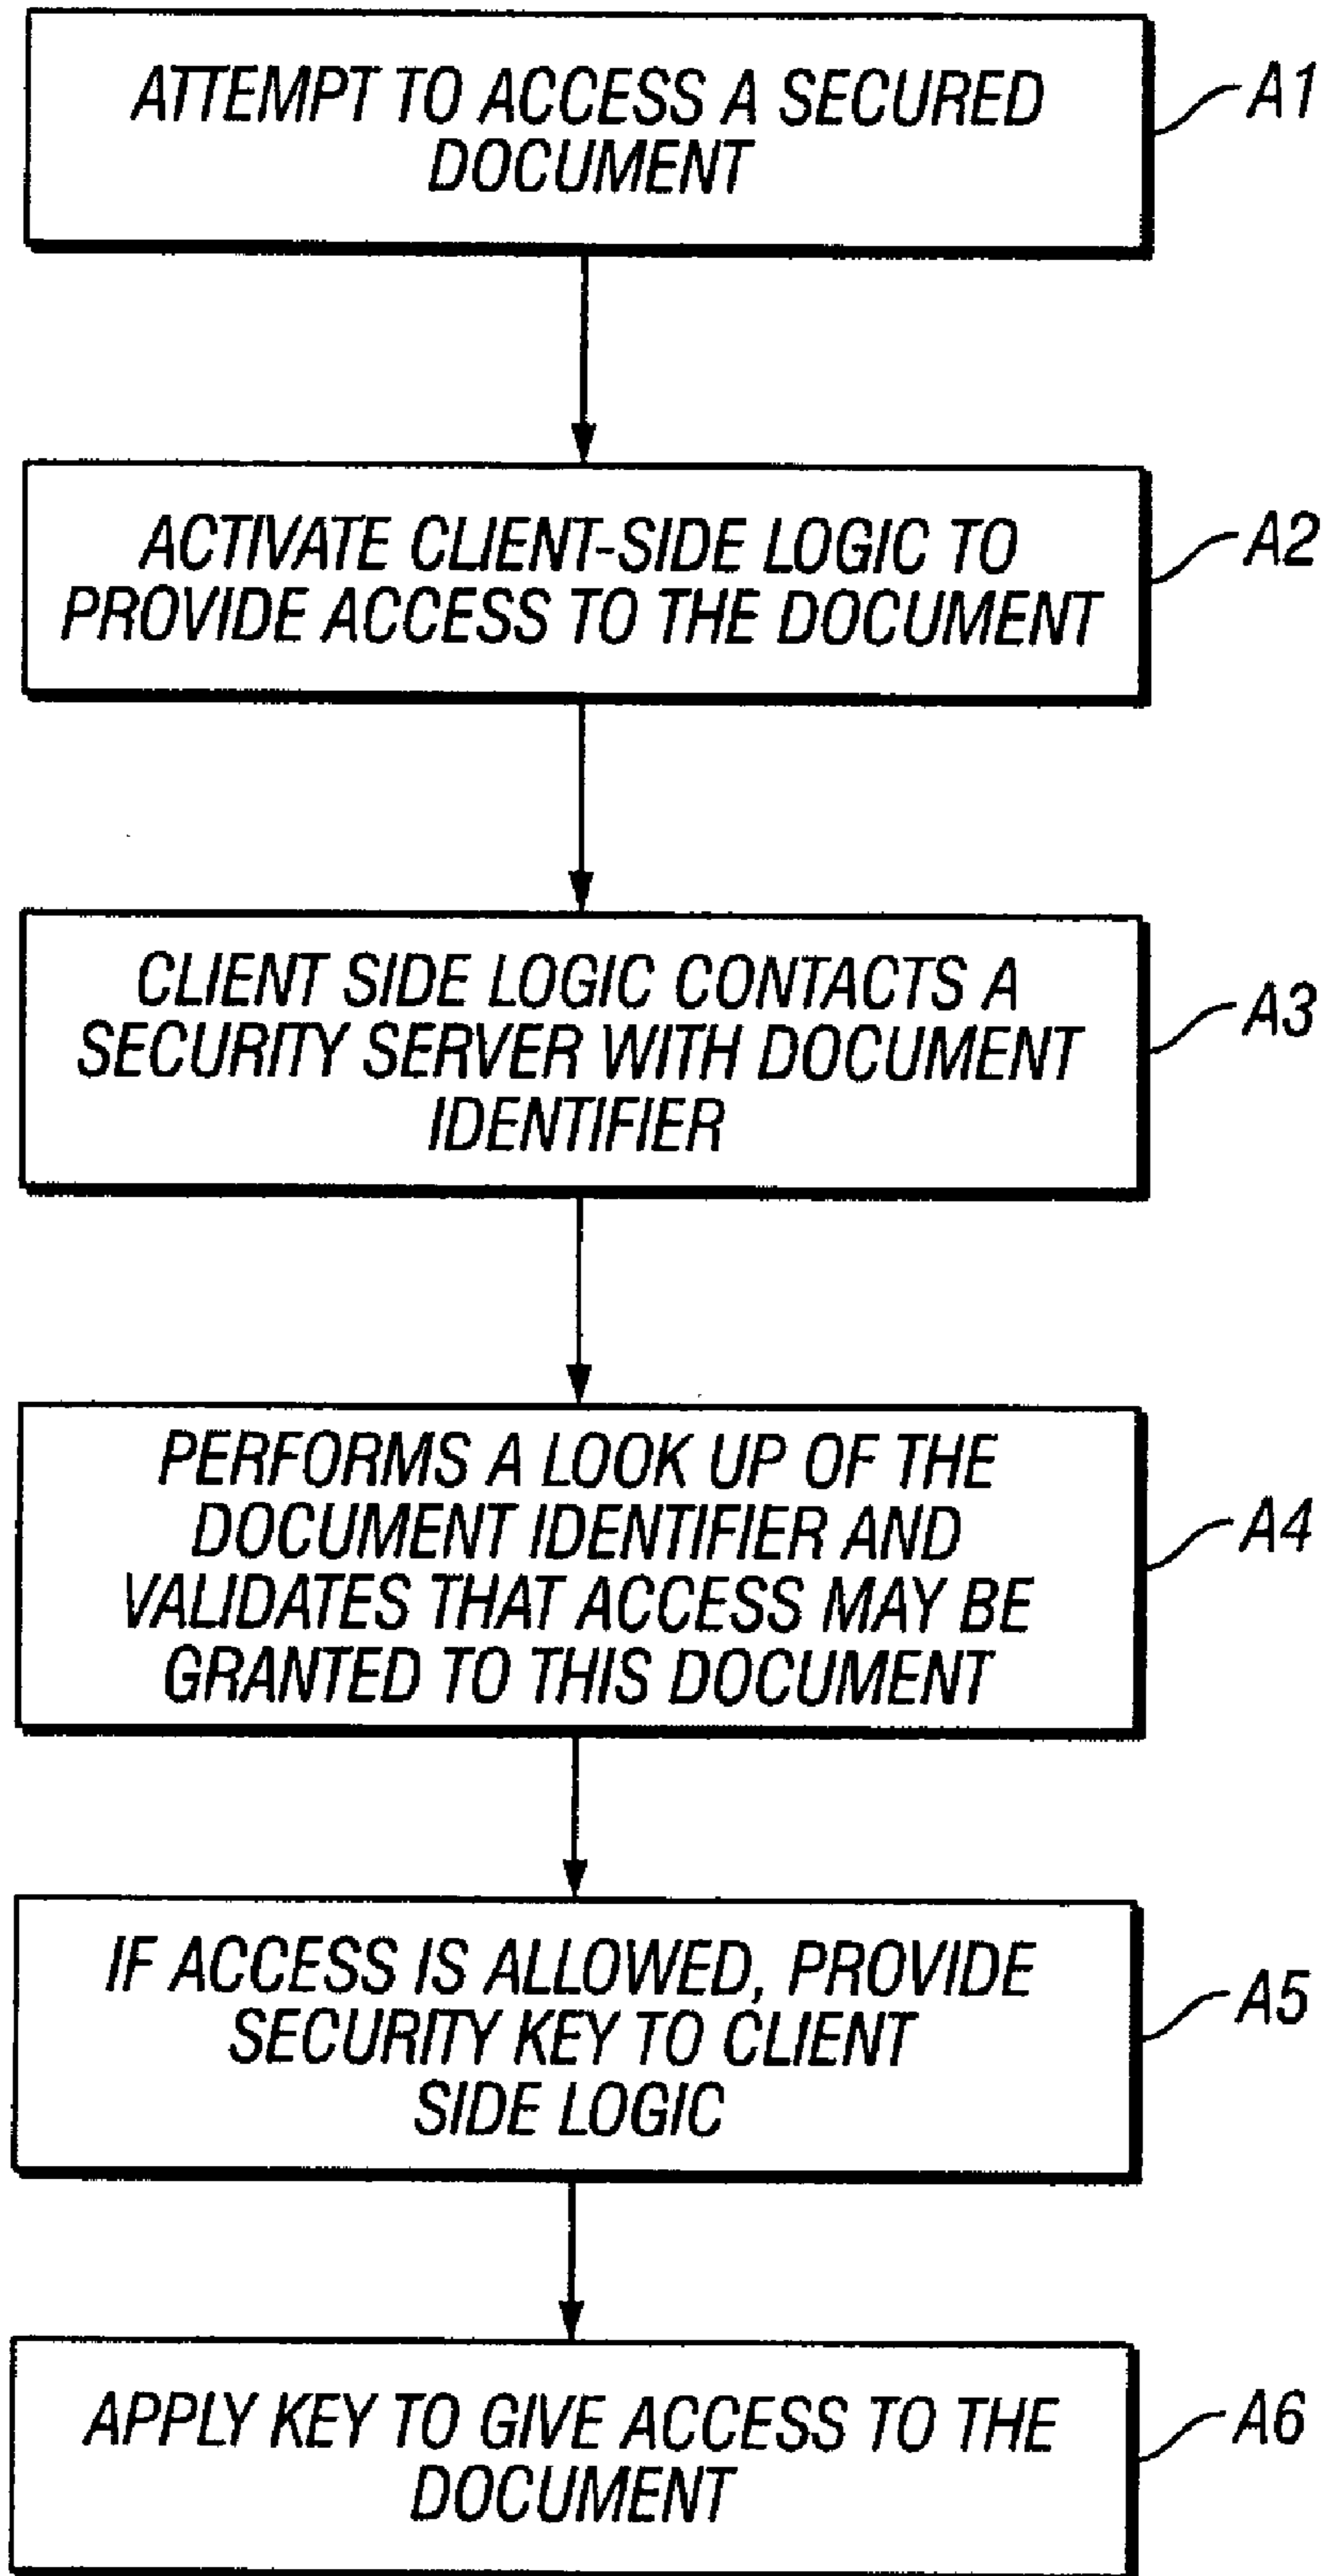 ATTEMPT TO ACCESS A SECURED
DOCUMENT
A1
ACTIVATE CLIENT-SIDE LOGIC TO
PROVIDE ACCESS TO THE DOCUMENT
A2
CLIENT SIDE LOGIC CONTACTS A
SECURITY SERVER WITH DOCUMENT
IDENTIFIER
A3
PERFORMS A LOOK UP OF THE
DOCUMENT IDENTIFIER AND
VALIDATES THAT ACCESS MAY BE
GRANTED TO THIS DOCUMENT
A4
IF ACCESS IS ALLOWED, PROVIDE
SECURITY KEY TO CLIENT
SIDE LOGIC
A5
APPLY KEY TO GIVE ACCESS TO THE
DOCUMENT
A6